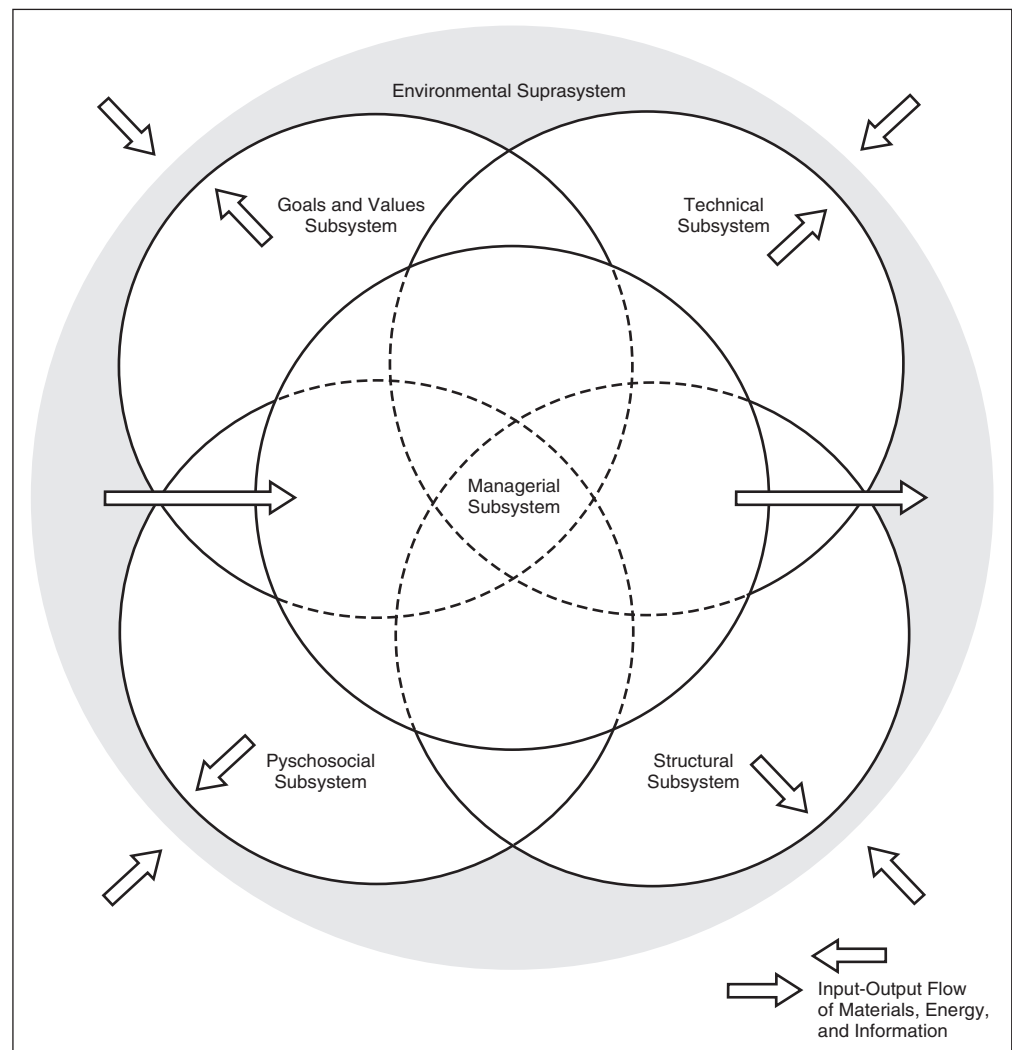 Environmental Suprasystem
Goals and Values
Subsystem
Technical
Subsystem
Managerial
Subsystem
Pyschosocial
Subsystem
Structural
Subsystem
Input-Output Flow
of Materials, Energy,
and Information